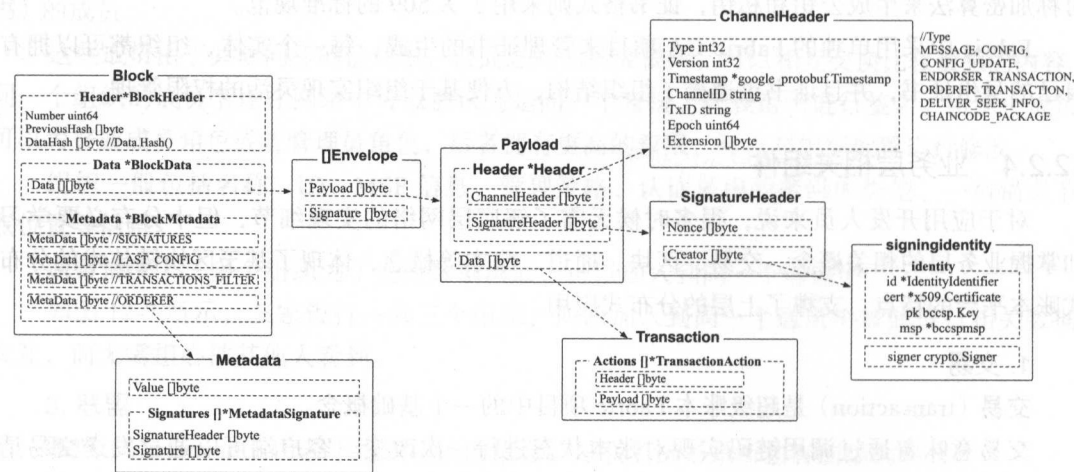 Block
Header *BlockHeader
Number uint64
PreviousHash []byte
DataHash []byte //Data.Hash()
Data *BlockData
Data [][]byte
Metadata *BlockMetadata
MetaData []byte //SIGNATURES
MetaData []byte //LAST_CONFIG
MetaData []byte //TRANSACTIONS_FILTER
MetaData []byte //ORDERER
Metadata
Value []byte
Signatures []*MetadataSignature
SignatureHeader []byte
Signature []byte
[]Envelope
Payload []byte
Signature []byte
Payload
Header *Header
ChannelHeader []byte
SignatureHeader []byte
Data []byte
ChannelHeader
Type int32
Version int32
Timestamp *google_protobuf.Timestamp
ChannelID string
TxID string
Epoch uint64
Extension []byte
//Type
MESSAGE, CONFIG,
CONFIG_UPDATE,
ENDORSER_TRANSACTION,
ORDERER_TRANSACTION,
DELIVER_SEEK_INFO,
CHAINCODE_PACKAGE
SignatureHeader
Nonce []byte
Creator []byte
signingidentity
identity
id *IdentityIdentifier
cert *x509.Certificate
pk bccsp.Key
msp *bccspmsp
signer crypto.Signer
Transaction
Actions []*TransactionAction
Header []byte
Payload []byte